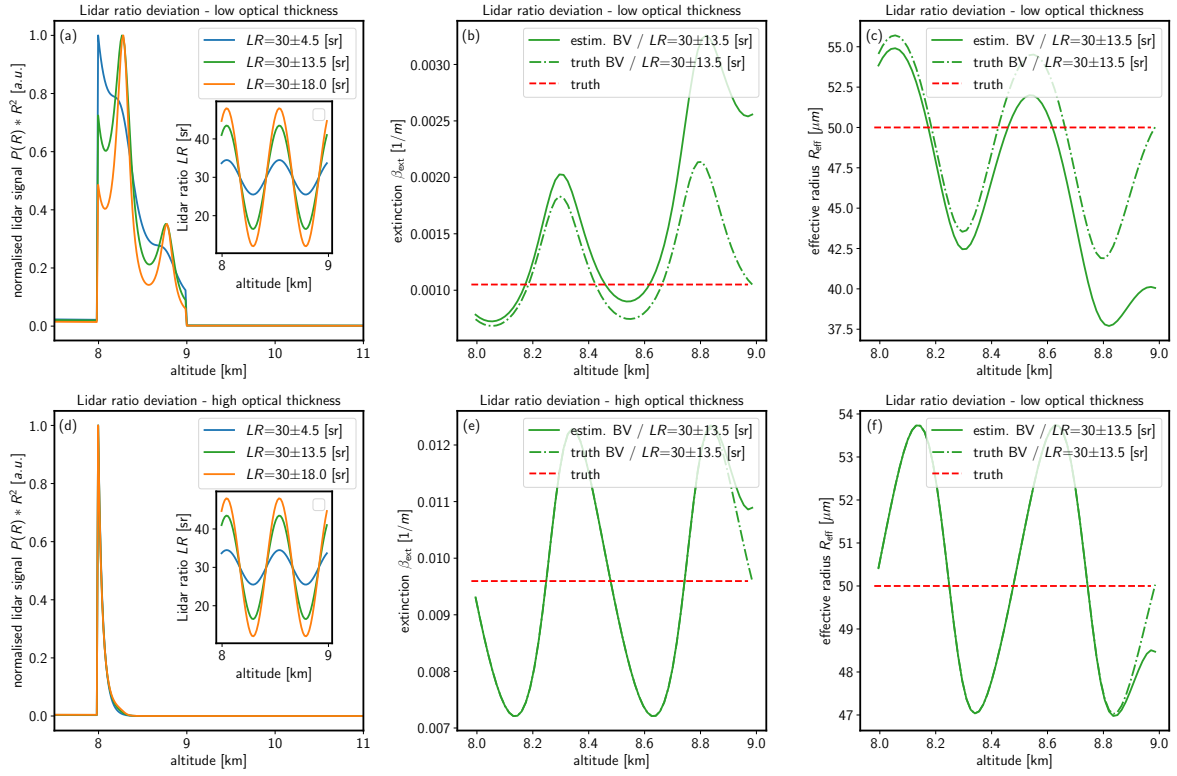 Lidar ratio deviation - low optical thickness
(a)
LR=30±4.5 [sr]
LR=30±13.5 [sr]
LR=30±18.0 [sr]
normalised lidar signal P(R) * R² [a.u.]
1.0
0.8
0.6
0.4
0.2
0.0
8
9
10
11
altitude [km]
Lidar ratio LR [sr]
40
20
8
9
altitude [km]
Lidar ratio deviation - low optical thickness
(b)
estim. BV / LR=30±13.5 [sr]
truth BV / LR=30±13.5 [sr]
truth
extinction βext [1/m]
0.0030
0.0025
0.0020
0.0015
0.0010
8.0
8.2
8.4
8.6
8.8
9.0
altitude [km]
Lidar ratio deviation - low optical thickness
(c)
estim. BV / LR=30±13.5 [sr]
truth BV / LR=30±13.5 [sr]
truth
effective radius Reff [μm]
55.0
52.5
50.0
47.5
45.0
42.5
40.0
37.5
8.0
8.2
8.4
8.6
8.8
9.0
altitude [km]
Lidar ratio deviation - high optical thickness
(d)
LR=30±4.5 [sr]
LR=30±13.5 [sr]
LR=30±18.0 [sr]
normalised lidar signal P(R) * R² [a.u.]
1.0
0.8
0.6
0.4
0.2
0.0
8
9
10
11
altitude [km]
Lidar ratio LR [sr]
40
20
8
9
altitude [km]
Lidar ratio deviation - high optical thickness
(e)
estim. BV / LR=30±13.5 [sr]
truth BV / LR=30±13.5 [sr]
truth
extinction βext [1/m]
0.012
0.011
0.010
0.009
0.008
0.007
8.0
8.2
8.4
8.6
8.8
9.0
altitude [km]
Lidar ratio deviation - low optical thickness
(f)
estim. BV / LR=30±13.5 [sr]
truth BV / LR=30±13.5 [sr]
truth
effective radius Reff [μm]
54
53
52
51
50
49
48
47
8.0
8.2
8.4
8.6
8.8
9.0
altitude [km]